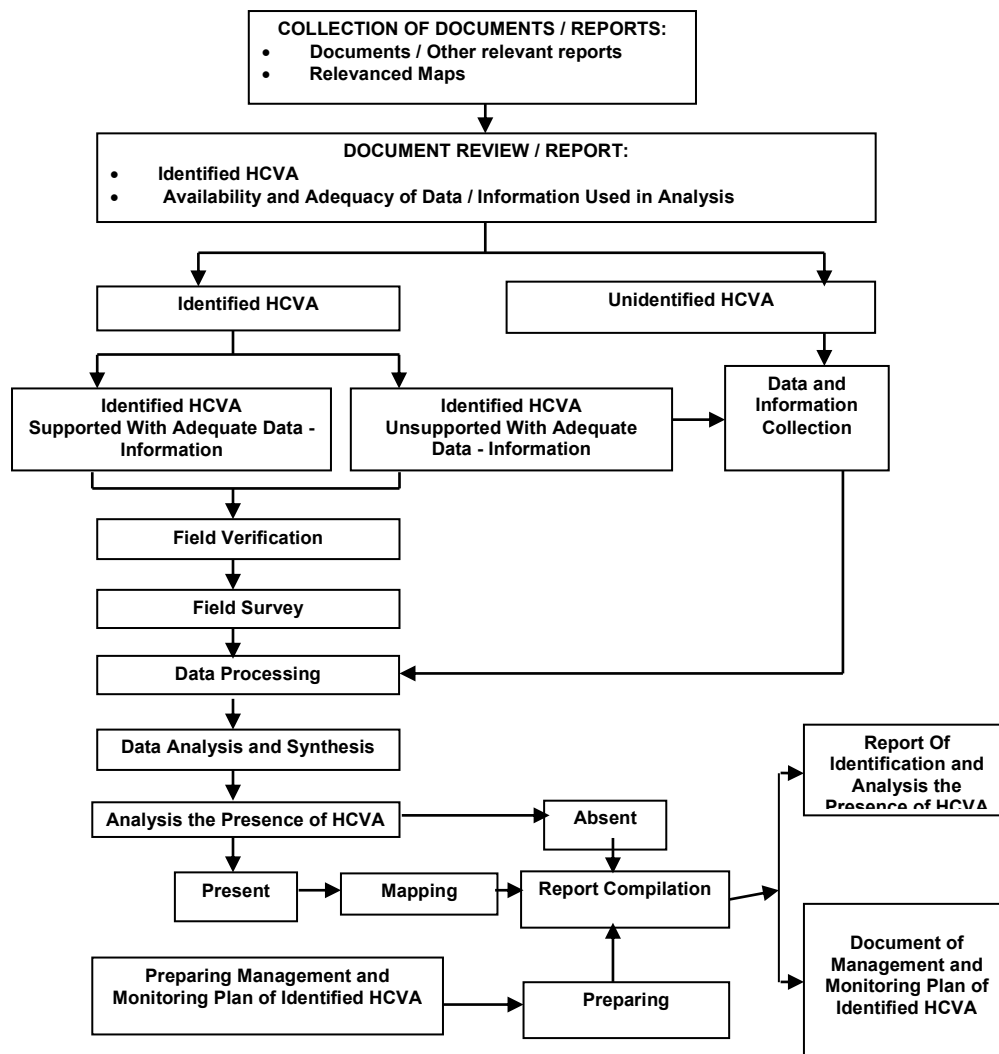 COLLECTION OF DOCUMENTS / REPORTS:
• Documents / Other relevant reports
• Relevanced Maps
DOCUMENT REVIEW / REPORT:
• Identified HCVA
• Availability and Adequacy of Data / Information Used in Analysis
Identified HCVA
Unidentified HCVA
Identified HCVA
Supported With Adequate Data -
Information
Identified HCVA
Unsupported With Adequate
Data - Information
Data and
Information
Collection
Field Verification
Field Survey
Data Processing
Data Analysis and Synthesis
Analysis the Presence of HCVA
Absent
Report Of
Identification and
Analysis the
Presence of HCVA
Present
Mapping
Report Compilation
Preparing Management and
Monitoring Plan of Identified HCVA
Preparing
Document of
Management and
Monitoring Plan of
Identified HCVA